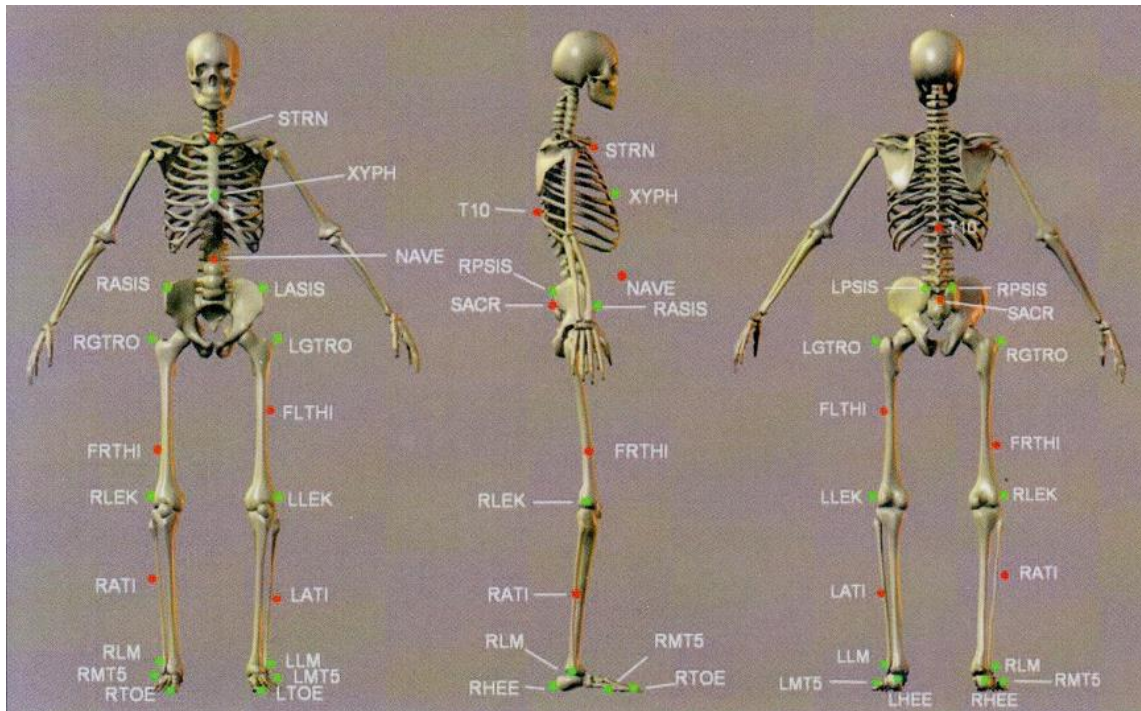 STRN
XYPH
NAVE
RASIS
LASIS
RGTRO
LGTRO
FLTHI
FRTHI
RLEK
LLEK
RATI
LATI
RLM
LLM
RMT5
LMT5
RTOE
LTOE
STRN
XYPH
T10
RPSIS
NAVE
SACR
RASIS
FRTHI
RLEK
RATI
RLM
RMT5
RHEE
RTOE
T10
LPSIS
RPSIS
SACR
LGTRO
RGTRO
FLTHI
FRTHI
LLEK
RLEK
RATI
LATI
LLM
RLM
LMT5
RMT5
LHEE
RHEE